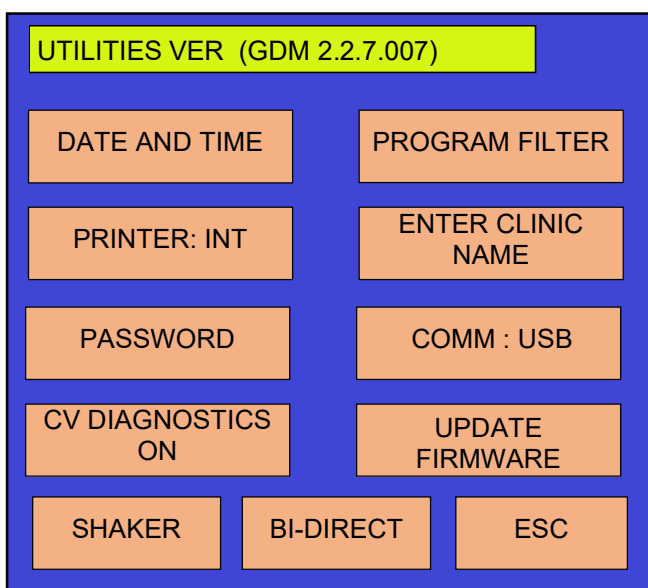 UTILITIES VER  (GDM 2.2.7.007)
DATE AND TIME
PROGRAM FILTER
PRINTER: INT
ENTER CLINIC
NAME
PASSWORD
COMM : USB
CV DIAGNOSTICS
ON
UPDATE
FIRMWARE
SHAKER
BI-DIRECT
ESC